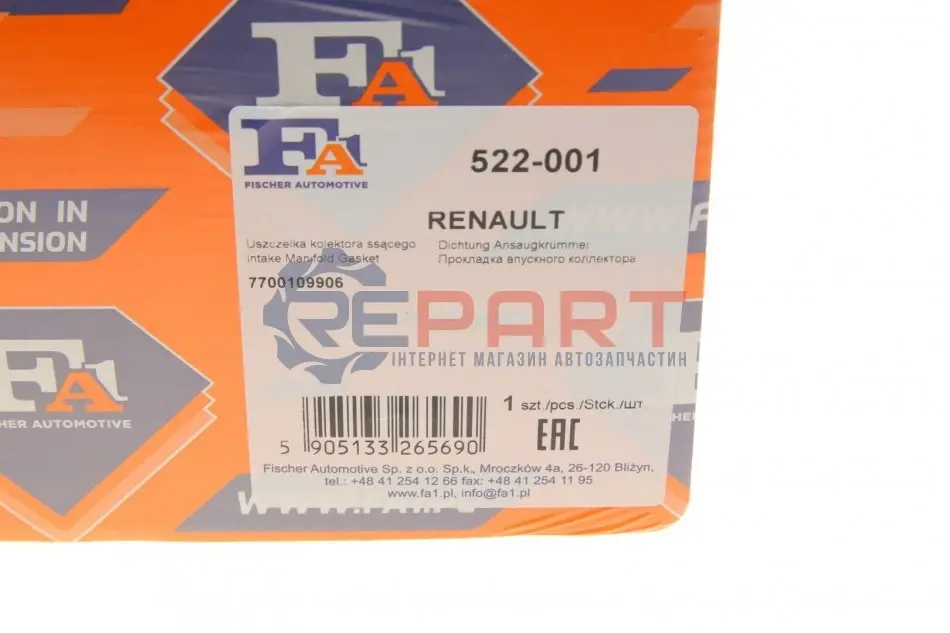 FA1
FA1
FISCHER AUTOMOTIVE
522-001
RENAULT
Uszczelka kolektora ssącego
Dichtung Ansaugkrümmer
Intake Manifold Gasket
Прокладка впускного коллектора
7700109906
REPART
ІНТЕРНЕТ МАГАЗИН АВТОЗАПЧАСТИН
ON IN
NSION
FA1
HER AUTOMOTIVE
1 szt./pcs./Stck./шт
EAC
5 905133 265690
Fischer Automotive Sp. z o.o. Sp.k., Mroczków 4a, 26-120 Bliżyn.
tel.: +48 41 254 12 66 fax: +48 41 254 11 95
www.fa1.pl, info@fa1.pl